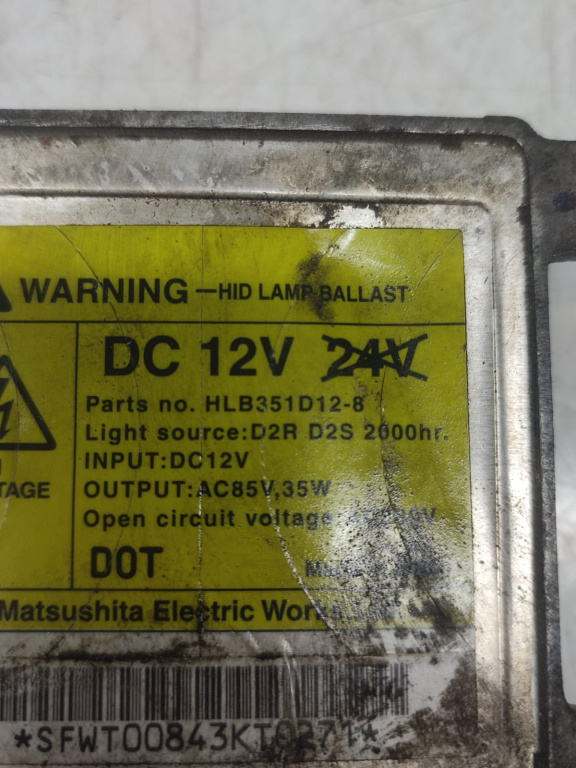 WARNING —HID LAMP BALLAST
DC 12V 24V
Parts no. HLB351D12-8
Light source:D2R D2S 2000hr.
INPUT:DC12V
TAGE
OUTPUT:AC85V,35W
Open circuit voltage:
DOT
Matsushita Electric Works
*SFWT00843KT0271*